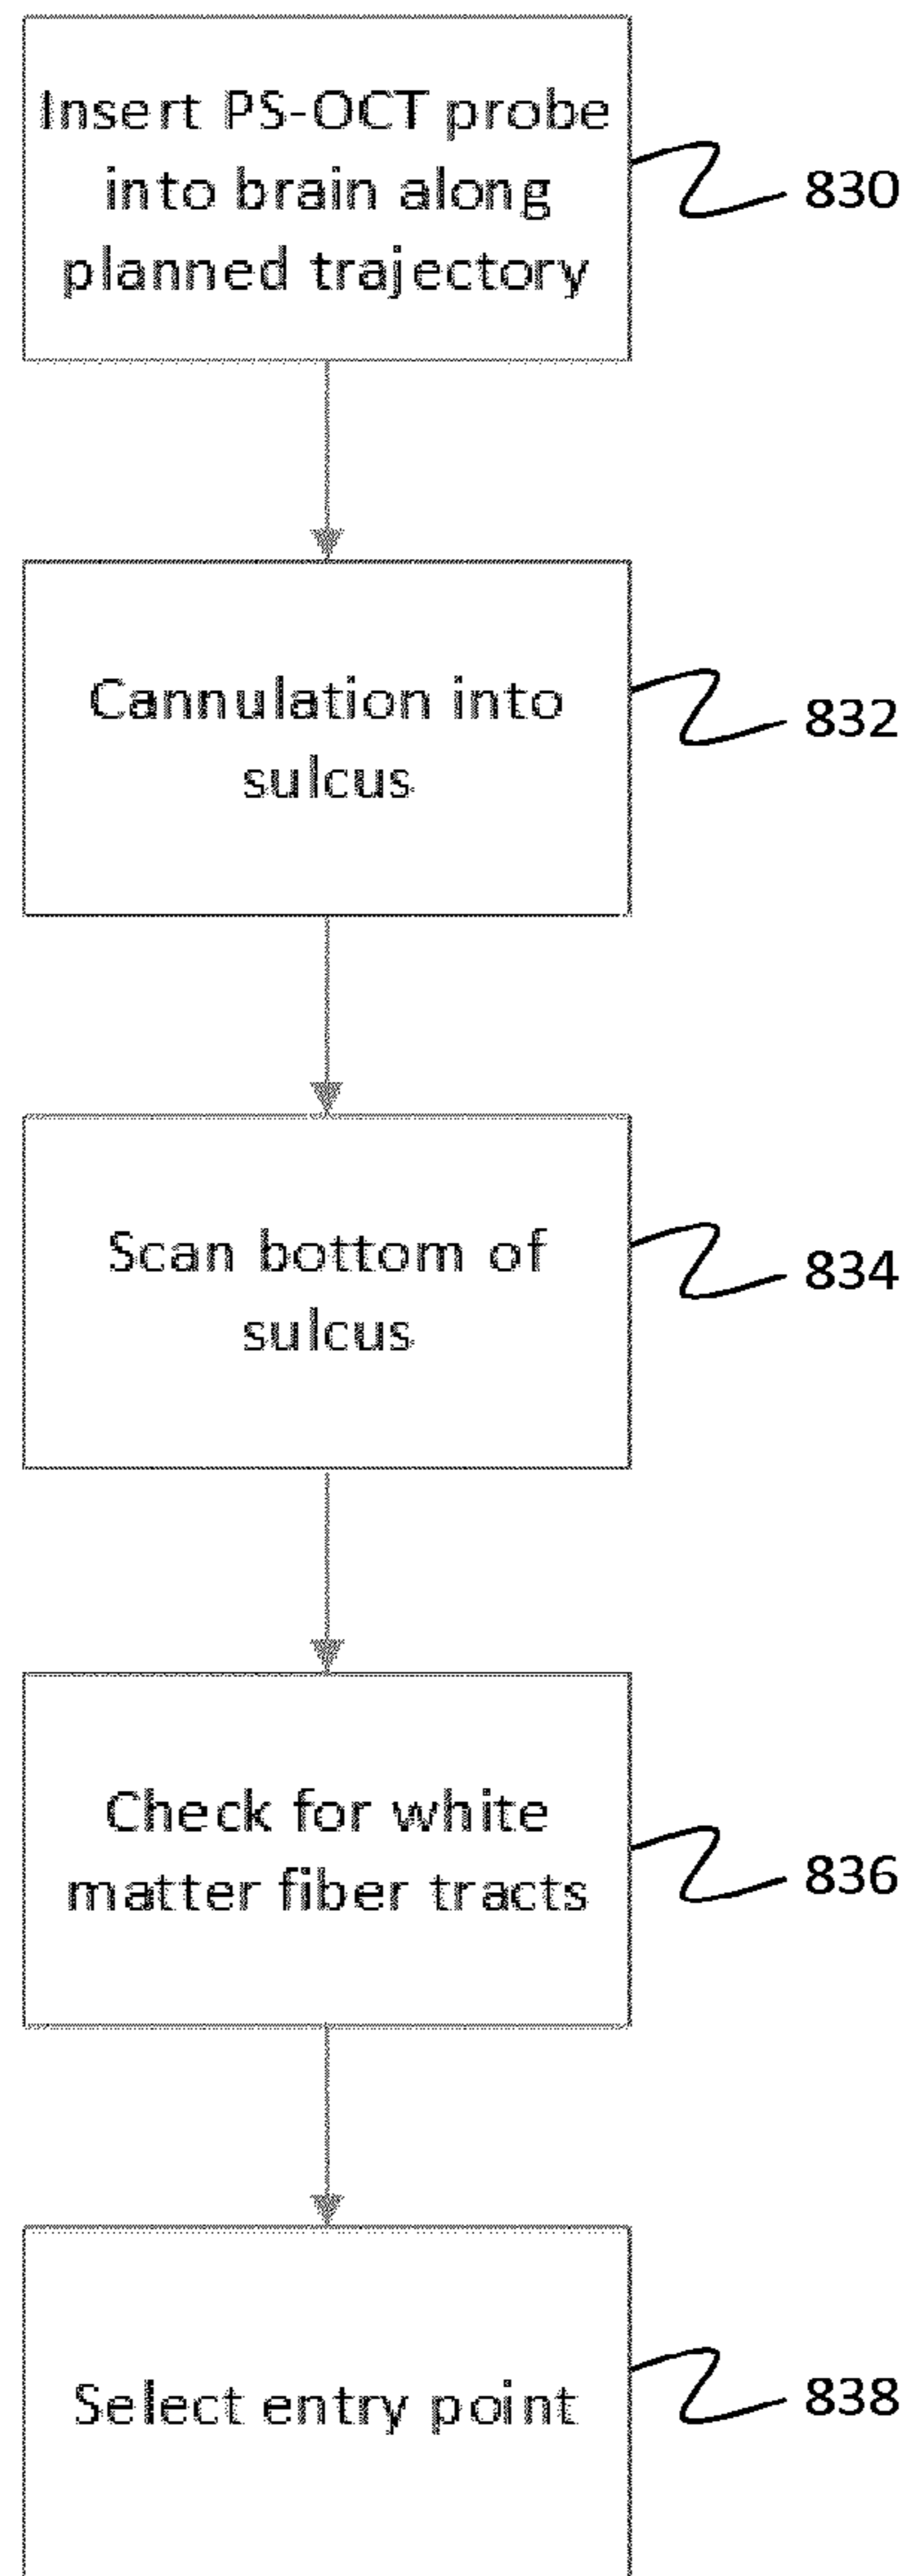 Insert PS-OCT probe
into brain along
planned trajectory
830
Cannulation into
sulcus
832
Scan bottom of
sulcus
834
Check for white
matter fiber tracts
836
Select entry point
838